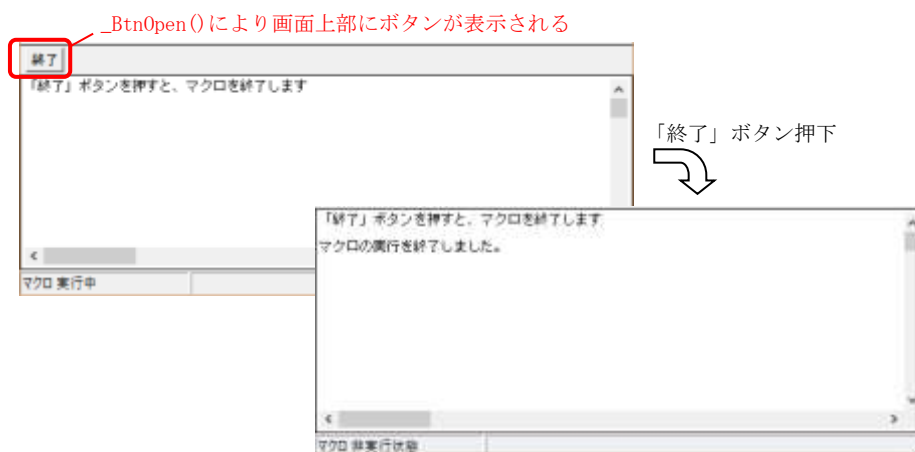 _BtnOpen()により画面上部にボタンが表示される
終了
「終了」ボタンを押すと、マクロを終了します
「終了」ボタン押下
「終了」ボタンを押すと、マクロを終了します
マクロの実行を終了しました。
マクロ 実行中
マクロ 非実行状態